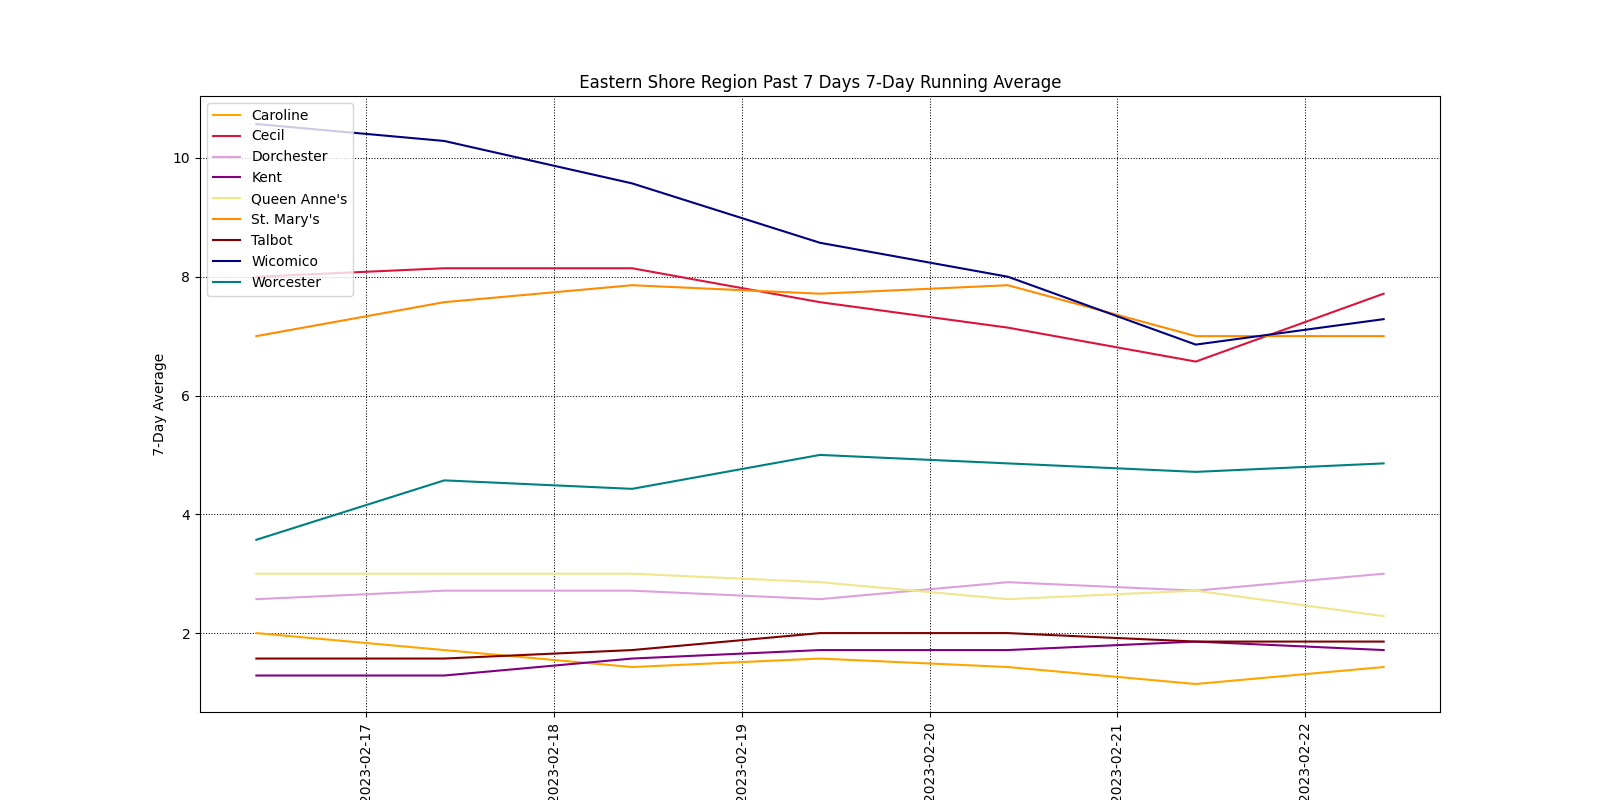 Eastern Shore Region Past 7 Days 7-Day Running Average
Caroline
Cecil
Dorchester
Kent
Queen Anne's
St. Mary's
Talbot
Wicomico
Worcester
10
8
6
4
2
7-Day Average
2023-02-17
2023-02-18
2023-02-19
2023-02-20
2023-02-21
2023-02-22